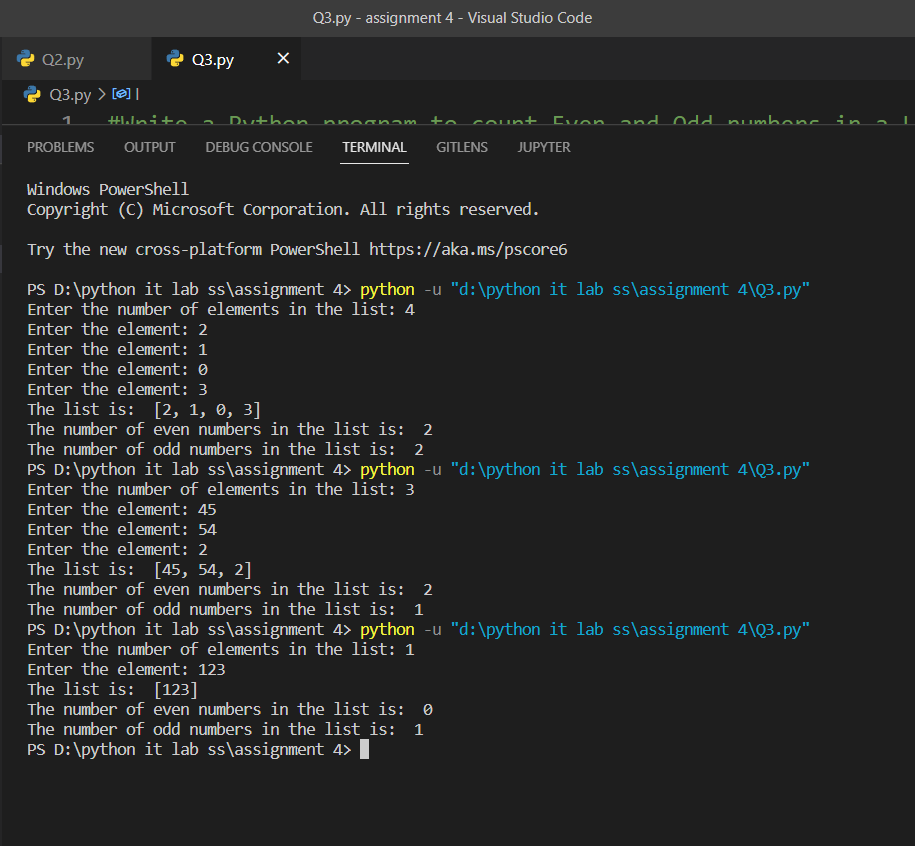 Q3.py - assignment 4 - Visual Studio Code
Q2.py Q3.py
Q3.py > l
1 #Write a Python program to count Even and Odd numbers in a L
PROBLEMS OUTPUT DEBUG CONSOLE TERMINAL GITLENS JUPYTER
Windows PowerShell
Copyright (C) Microsoft Corporation. All rights reserved.
Try the new cross-platform PowerShell https://aka.ms/pscore6
PS D:\python it lab ss\assignment 4> python -u "d:\python it lab ss\assignment 4\Q3.py"
Enter the number of elements in the list: 4
Enter the element: 2
Enter the element: 1
Enter the element: 0
Enter the element: 3
The list is:  [2, 1, 0, 3]
The number of even numbers in the list is:  2
The number of odd numbers in the list is:  2
PS D:\python it lab ss\assignment 4> python -u "d:\python it lab ss\assignment 4\Q3.py"
Enter the number of elements in the list: 3
Enter the element: 45
Enter the element: 54
Enter the element: 2
The list is:  [45, 54, 2]
The number of even numbers in the list is:  2
The number of odd numbers in the list is:  1
PS D:\python it lab ss\assignment 4> python -u "d:\python it lab ss\assignment 4\Q3.py"
Enter the number of elements in the list: 1
Enter the element: 123
The list is:  [123]
The number of even numbers in the list is:  0
The number of odd numbers in the list is:  1
PS D:\python it lab ss\assignment 4>